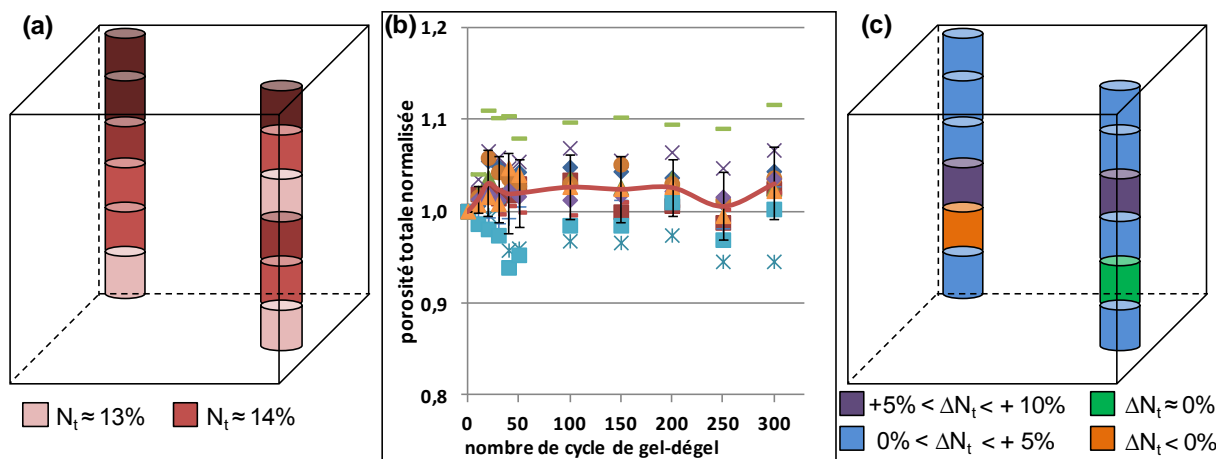 (a)
N_t ≈ 13%
N_t ≈ 14%
(b)
porosité totale normalisée
1,2
1,1
1,0
0,9
0,8
0 50 100 150 200 250 300
nombre de cycle de gel-dégel
(c)
+5% < ΔN_t < + 10%
ΔN_t ≈ 0%
0% < ΔN_t < + 5%
ΔN_t < 0%